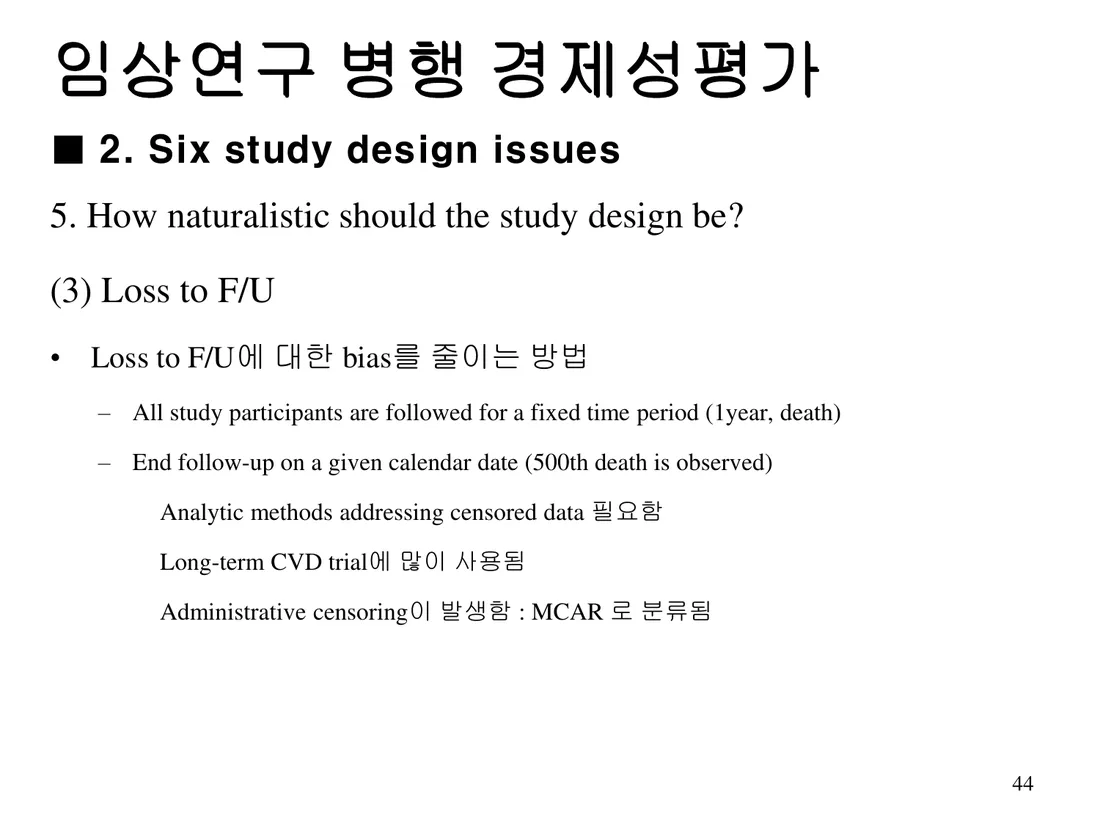 임상연구 병행 경제성평가
■ 2. Six study design issues
5. How naturalistic should the study design be?
(3) Loss to F/U
• Loss to F/U에 대한 bias를 줄이는 방법
– All study participants are followed for a fixed time period (1year, death)
– End follow-up on a given calendar date (500th death is observed)
Analytic methods addressing censored data 필요함
Long-term CVD trial에 많이 사용됨
Administrative censoring이 발생함 : MCAR 로 분류됨
44